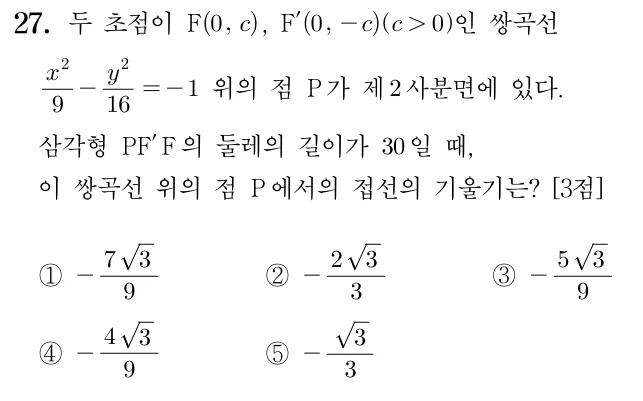 27. 두 초점이 F(0, c), F′(0, −c)(c > 0)인 쌍곡선
x²/9 − y²/16 = −1 위의 점 P가 제2사분면에 있다.
삼각형 PF′F의 둘레의 길이가 30일 때,
이 쌍곡선 위의 점 P에서의 접선의 기울기는? [3점]
① −7√3/9 ② −2√3/3 ③ −5√3/9
④ −4√3/9 ⑤ −√3/3